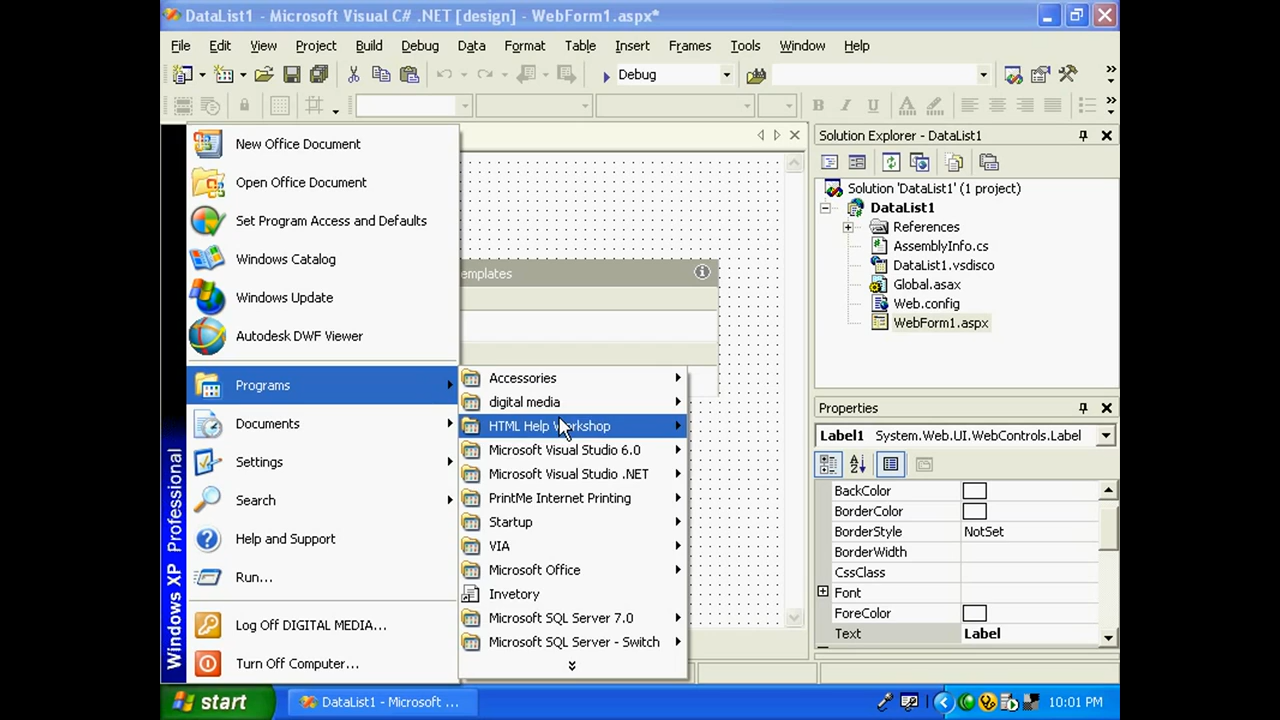 DataList1 - Microsoft Visual C# .NET [design] - WebForm1.aspx*
File Edit View Project Build Debug Data Format Table Insert Frames Tools Window Help
Debug
B I U A
New Office Document
Open Office Document
Set Program Access and Defaults
Windows Catalog
Windows Update
Autodesk DWF Viewer
Programs
Documents
Settings
Search
Help and Support
Run...
Log Off DIGITAL MEDIA...
Turn Off Computer...
Windows XP Professional
emplates
Accessories
digital media
HTML Help Workshop
Microsoft Visual Studio 6.0
Microsoft Visual Studio .NET
PrintMe Internet Printing
Startup
VIA
Microsoft Office
Invetory
Microsoft SQL Server 7.0
Microsoft SQL Server - Switch
Solution Explorer - DataList1
Solution 'DataList1' (1 project)
DataList1
References
AssemblyInfo.cs
DataList1.vsdisco
Global.asax
Web.config
WebForm1.aspx
Properties
Label1 System.Web.UI.WebControls.Label
BackColor
BorderColor
BorderStyle NotSet
BorderWidth
CssClass
Font
ForeColor
Text Label
start
DataList1 - Microsoft ...
10:01 PM